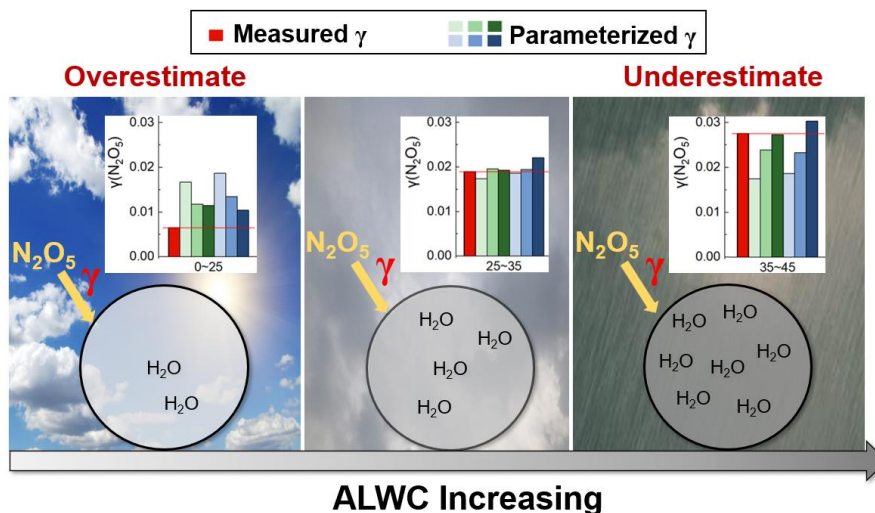 Measured γ
Parameterized γ
Overestimate
Underestimate
γ(N₂O₅)
0.03
0.02
0.01
0.00
0~25
N₂O₅
γ
H₂O
H₂O
γ(N₂O₅)
0.03
0.02
0.01
0.00
25~35
N₂O₅
γ
H₂O
H₂O
H₂O
H₂O
γ(N₂O₅)
0.03
0.02
0.01
0.00
35~45
N₂O₅
γ
H₂O
H₂O
H₂O
H₂O
H₂O
H₂O
H₂O
ALWC Increasing